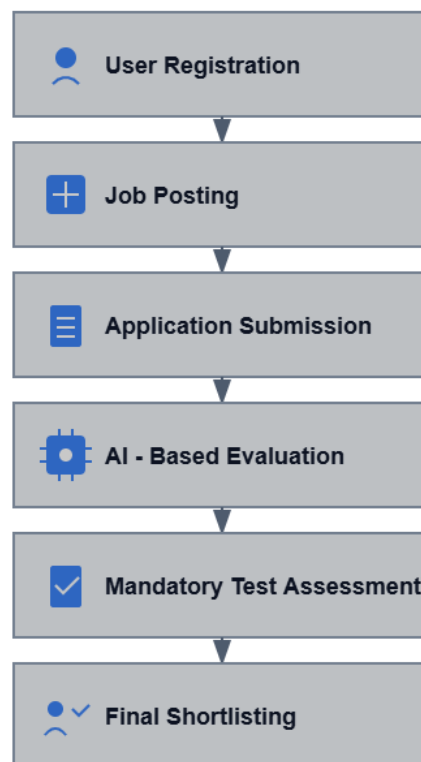 User Registration
Job Posting
Application Submission
AI - Based Evaluation
Mandatory Test Assessment
Final Shortlisting